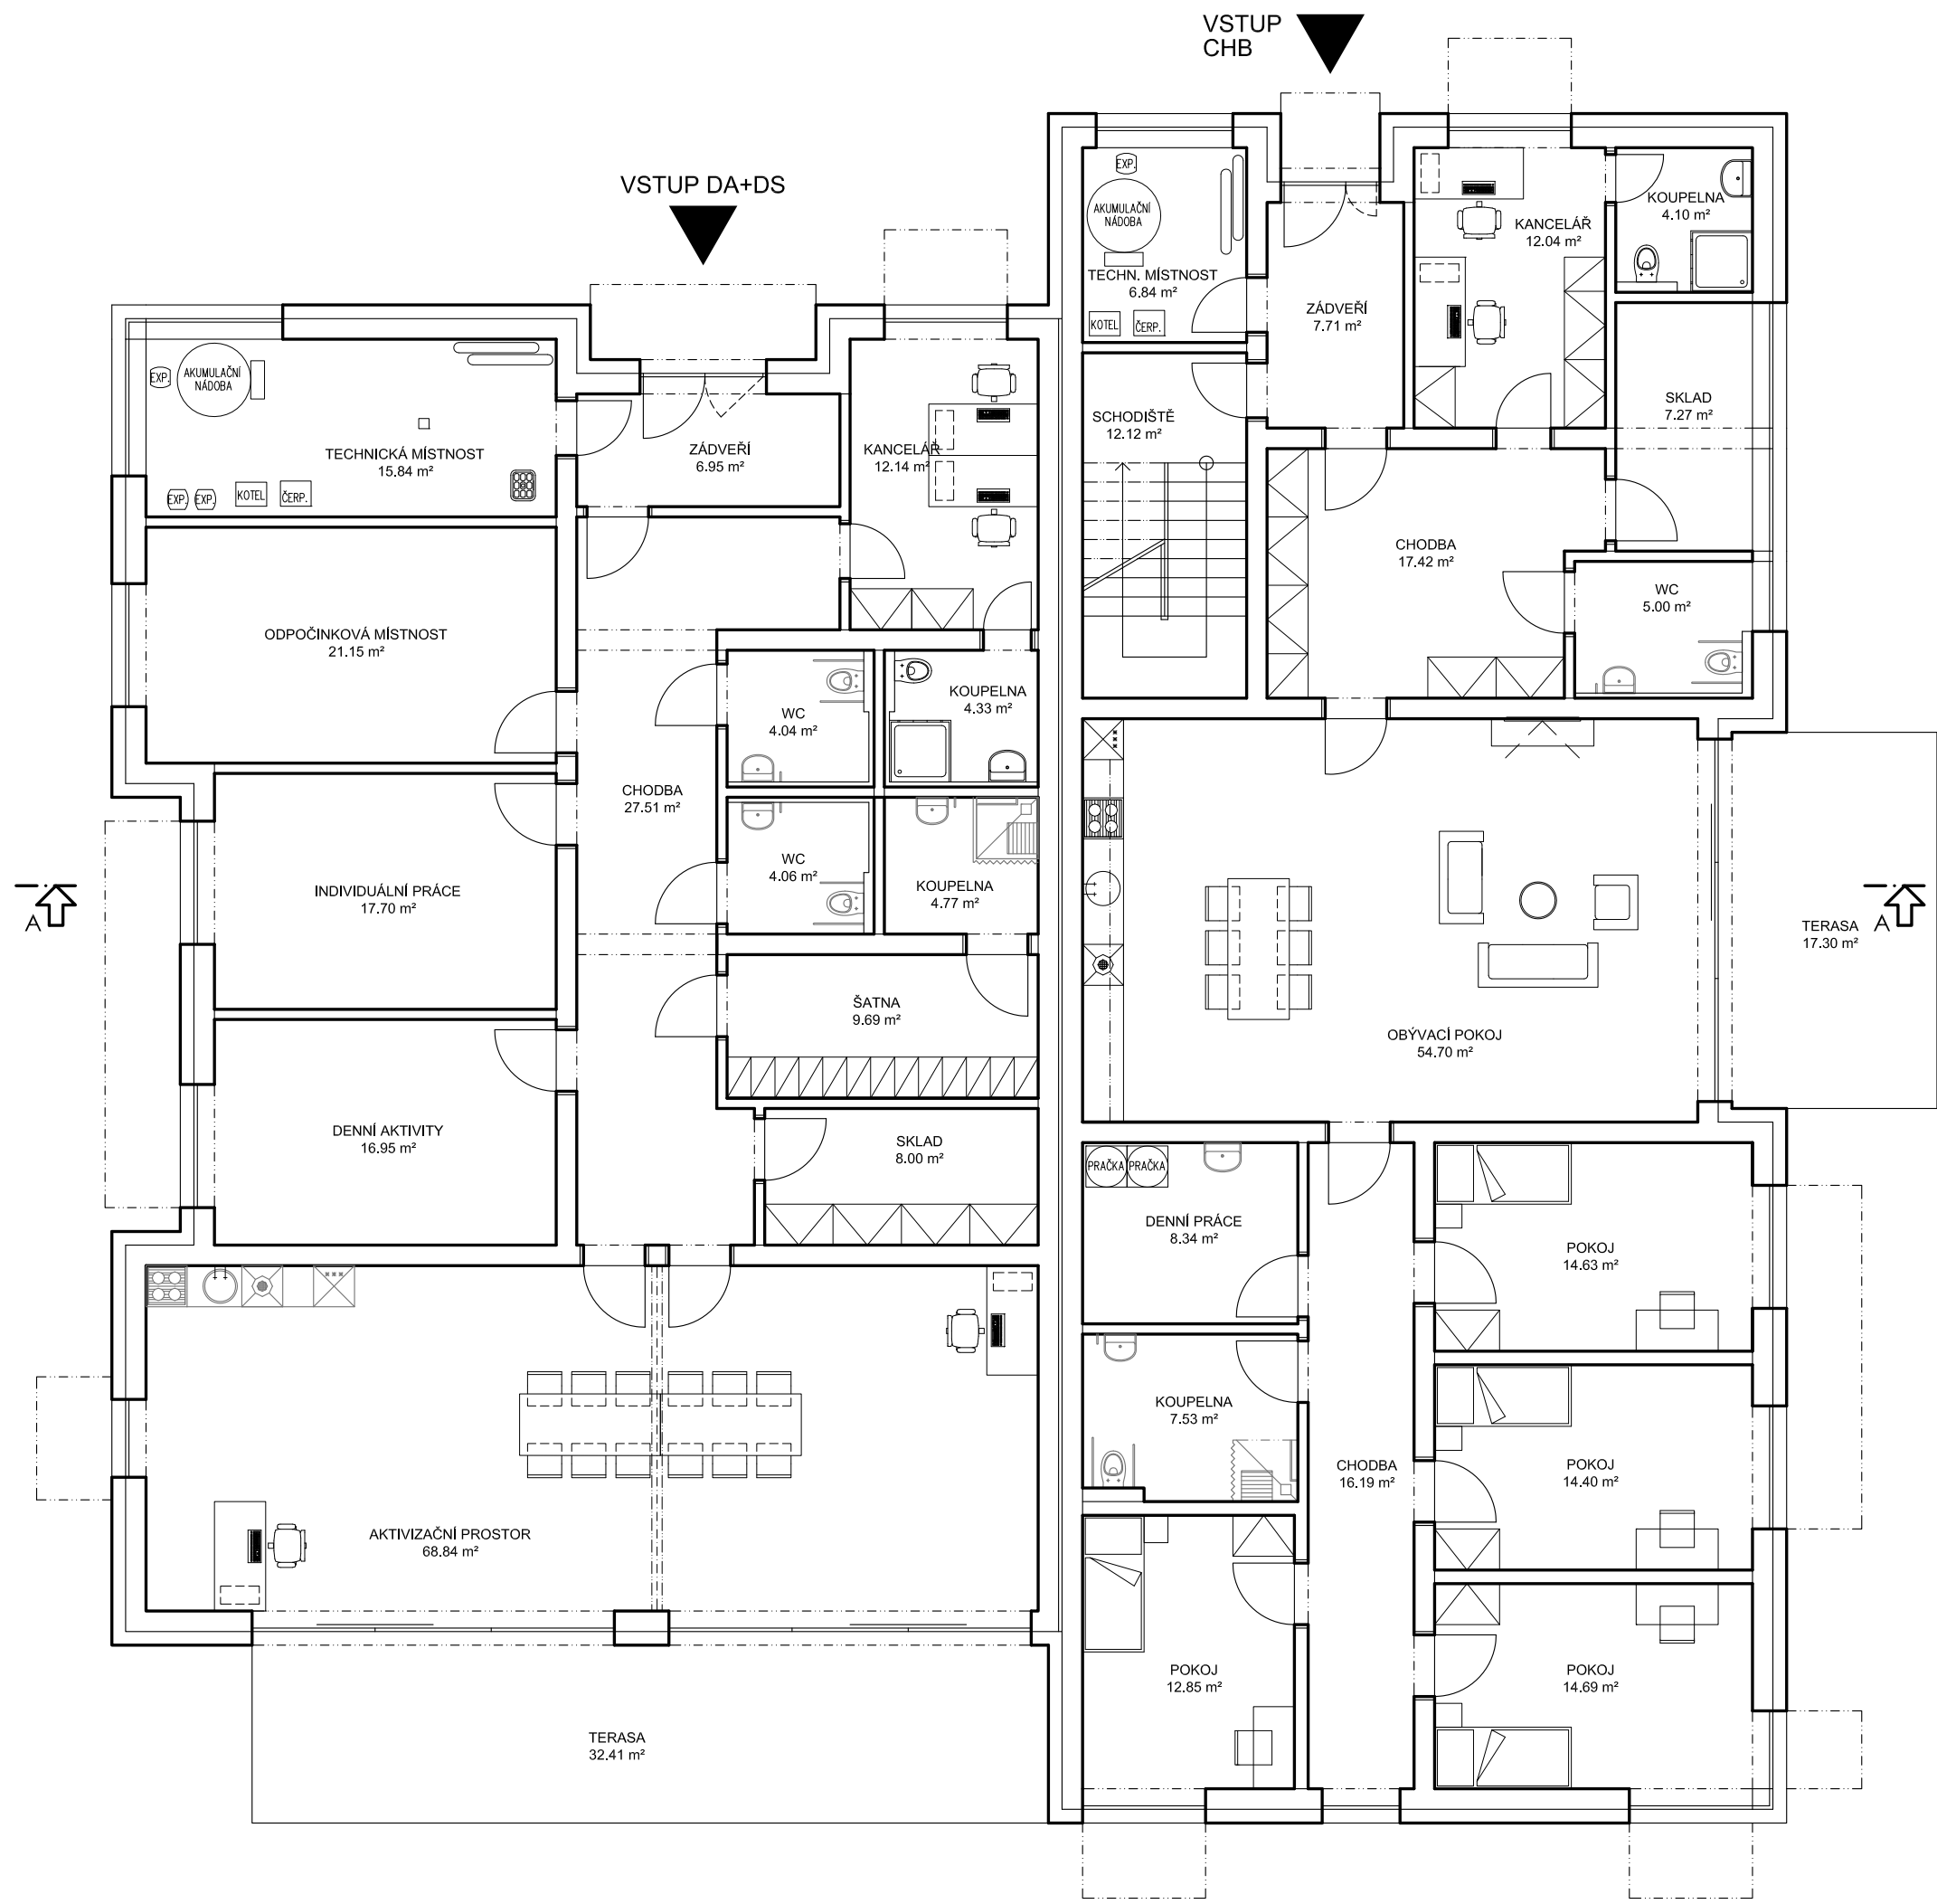 VSTUP
CHB
VSTUP DA+DS
EXP.
AKUMULAČNÍ
NÁDOBA
TECHNICKÁ MÍSTNOST
15.84 m²
EXP.
EXP.
KOTEL
ČERP.
ZÁDVEŘÍ
6.95 m²
KANCELÁŘ
12.14 m²
ODPOČINKOVÁ MÍSTNOST
21.15 m²
WC
4.04 m²
KOUPELNA
4.33 m²
CHODBA
27.51 m²
INDIVIDUÁLNÍ PRÁCE
17.70 m²
WC
4.06 m²
KOUPELNA
4.77 m²
A
ŠATNA
9.69 m²
DENNÍ AKTIVITY
16.95 m²
SKLAD
8.00 m²
AKTIVIZAČNÍ PROSTOR
68.84 m²
TERASA
32.41 m²
EXP.
AKUMULAČNÍ
NÁDOBA
TECHN. MÍSTNOST
6.84 m²
KOTEL
ČERP.
ZÁDVEŘÍ
7.71 m²
KANCELÁŘ
12.04 m²
KOUPELNA
4.10 m²
SCHODIŠTĚ
12.12 m²
SKLAD
7.27 m²
CHODBA
17.42 m²
WC
5.00 m²
OBÝVACÍ POKOJ
54.70 m²
TERASA
17.30 m²
A
PRAČKA
PRAČKA
DENNÍ PRÁCE
8.34 m²
POKOJ
14.63 m²
KOUPELNA
7.53 m²
CHODBA
16.19 m²
POKOJ
14.40 m²
POKOJ
12.85 m²
POKOJ
14.69 m²